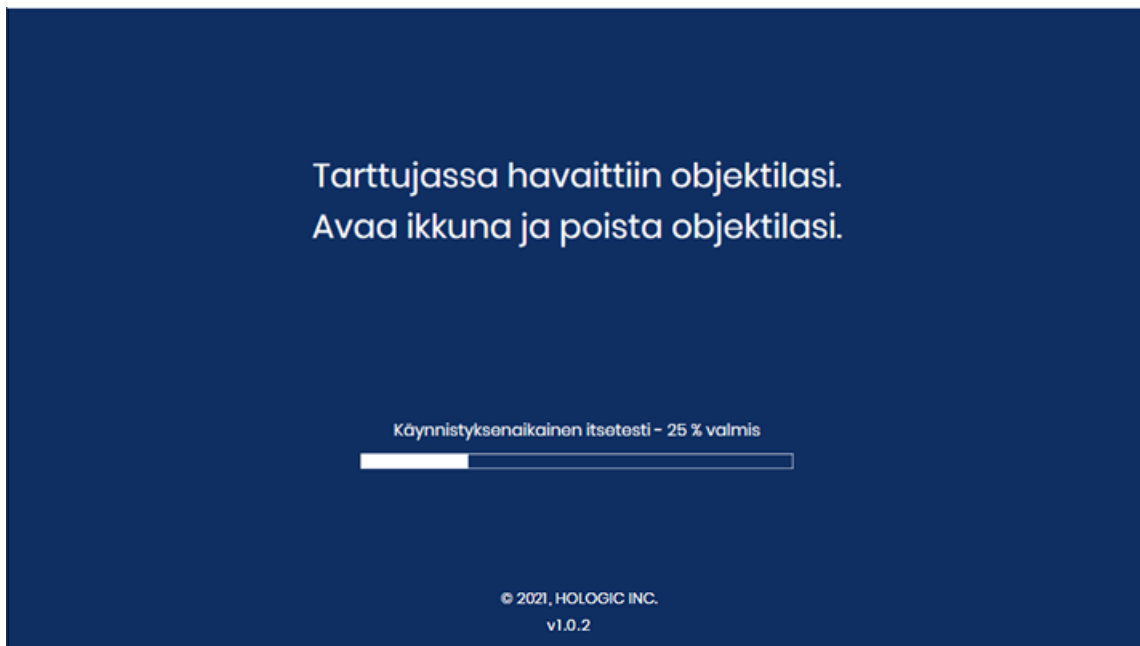 Tarttujassa havaittiin objektilasi.
Avaa ikkuna ja poista objektilasi.
Käynnistyksenaikainen itsetesti - 25 % valmis
© 2021, HOLOGIC INC.
v1.0.2